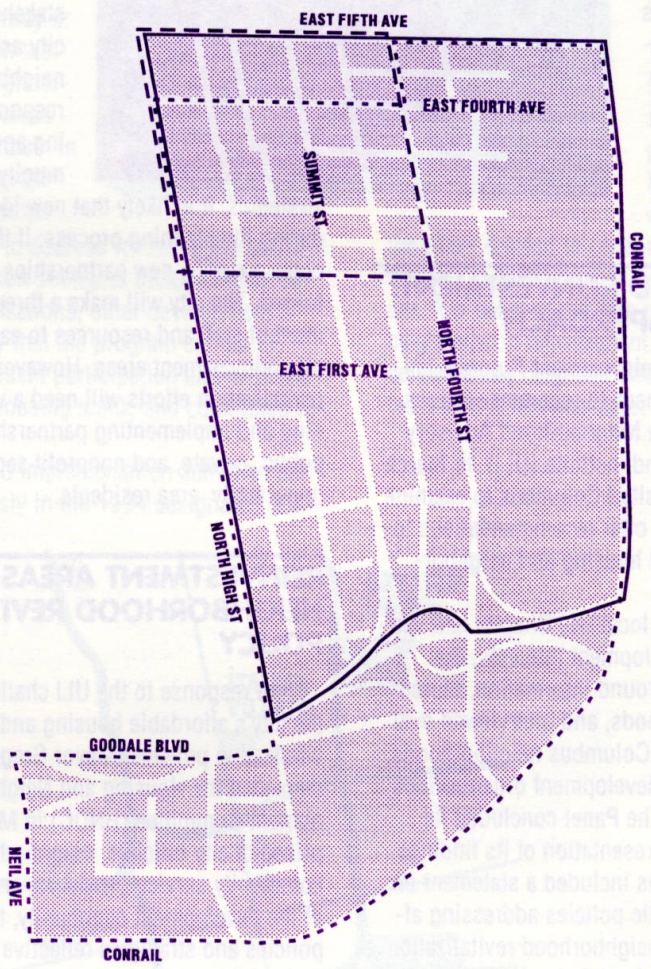 EAST FIFTH AVE
EAST FOURTH AVE
SUMMIT ST
CONRAIL
NORTH FOURTH ST
EAST FIRST AVE
NORTH HIGH ST
GOODALE BLVD
NEIL AVE
CONRAIL